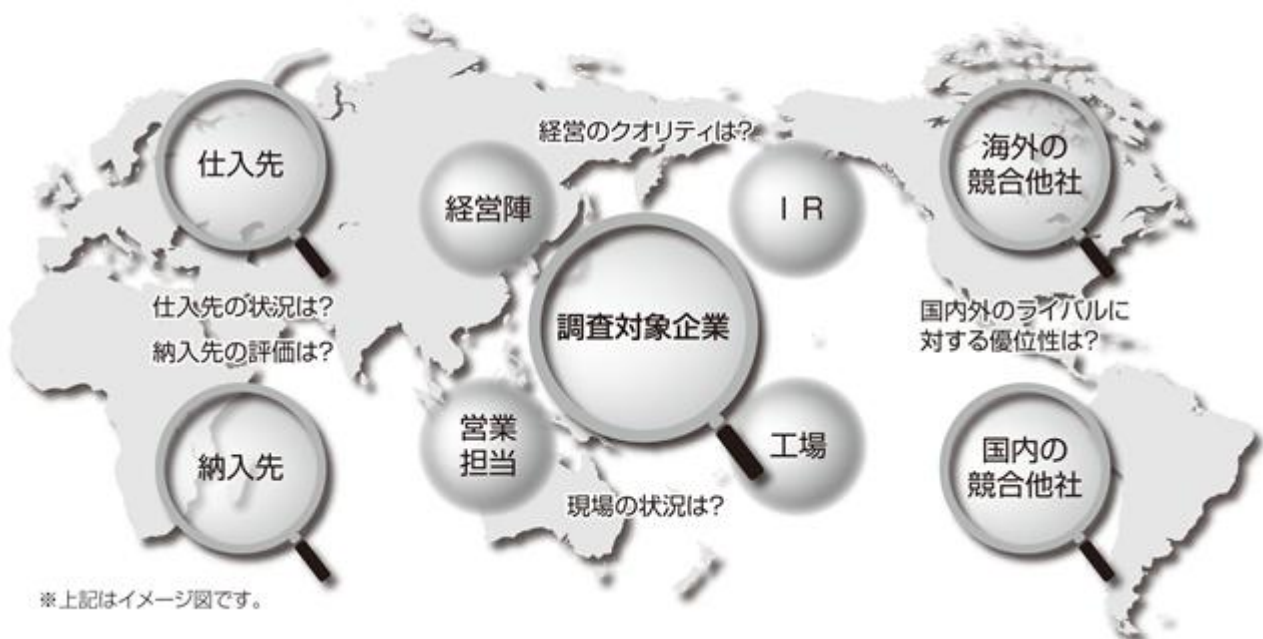 経営のクオリティは?
仕入先
経営陣
ＩＲ
海外の
競合他社
調査対象企業
仕入先の状況は?
納入先の評価は?
国内外のライバルに
対する優位性は?
納入先
営業
担当
工場
国内の
競合他社
現場の状況は?
※上記はイメージ図です。